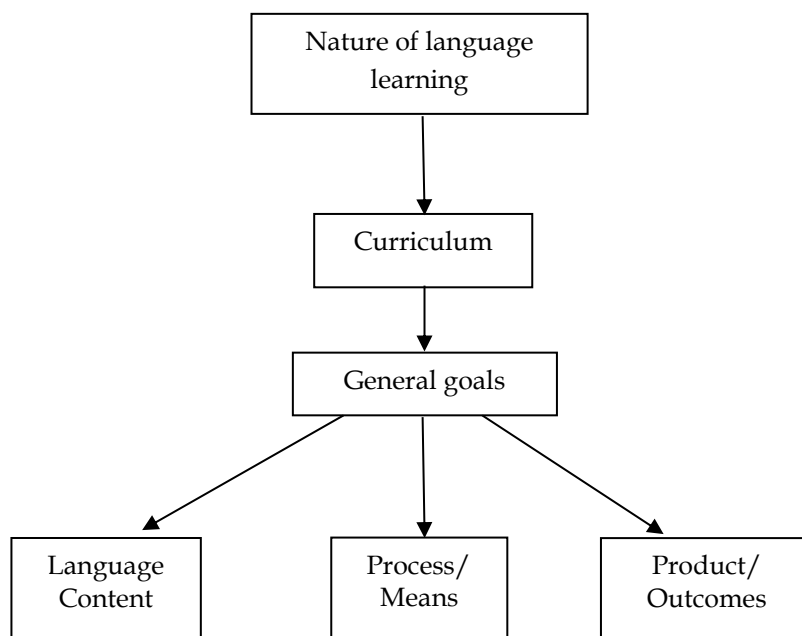 Nature of language
learning
Curriculum
General goals
Language
Content
Process/
Means
Product/
Outcomes